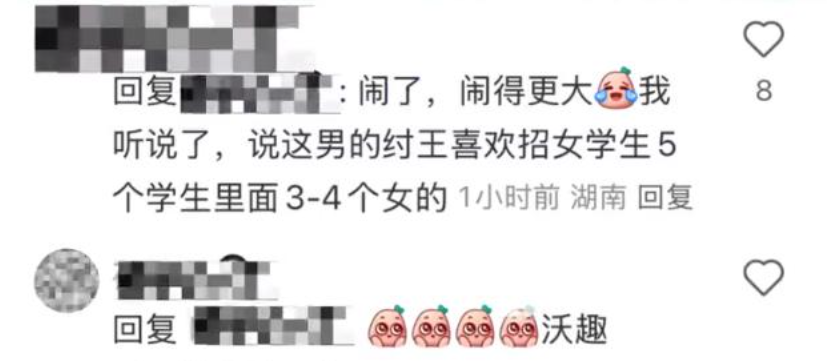 回复 : 闹了，闹得更大😂我
8
听说了，说这男的纣王喜欢招女学生5
个学生里面3-4个女的 1小时前 湖南 回复
回复 沃趣